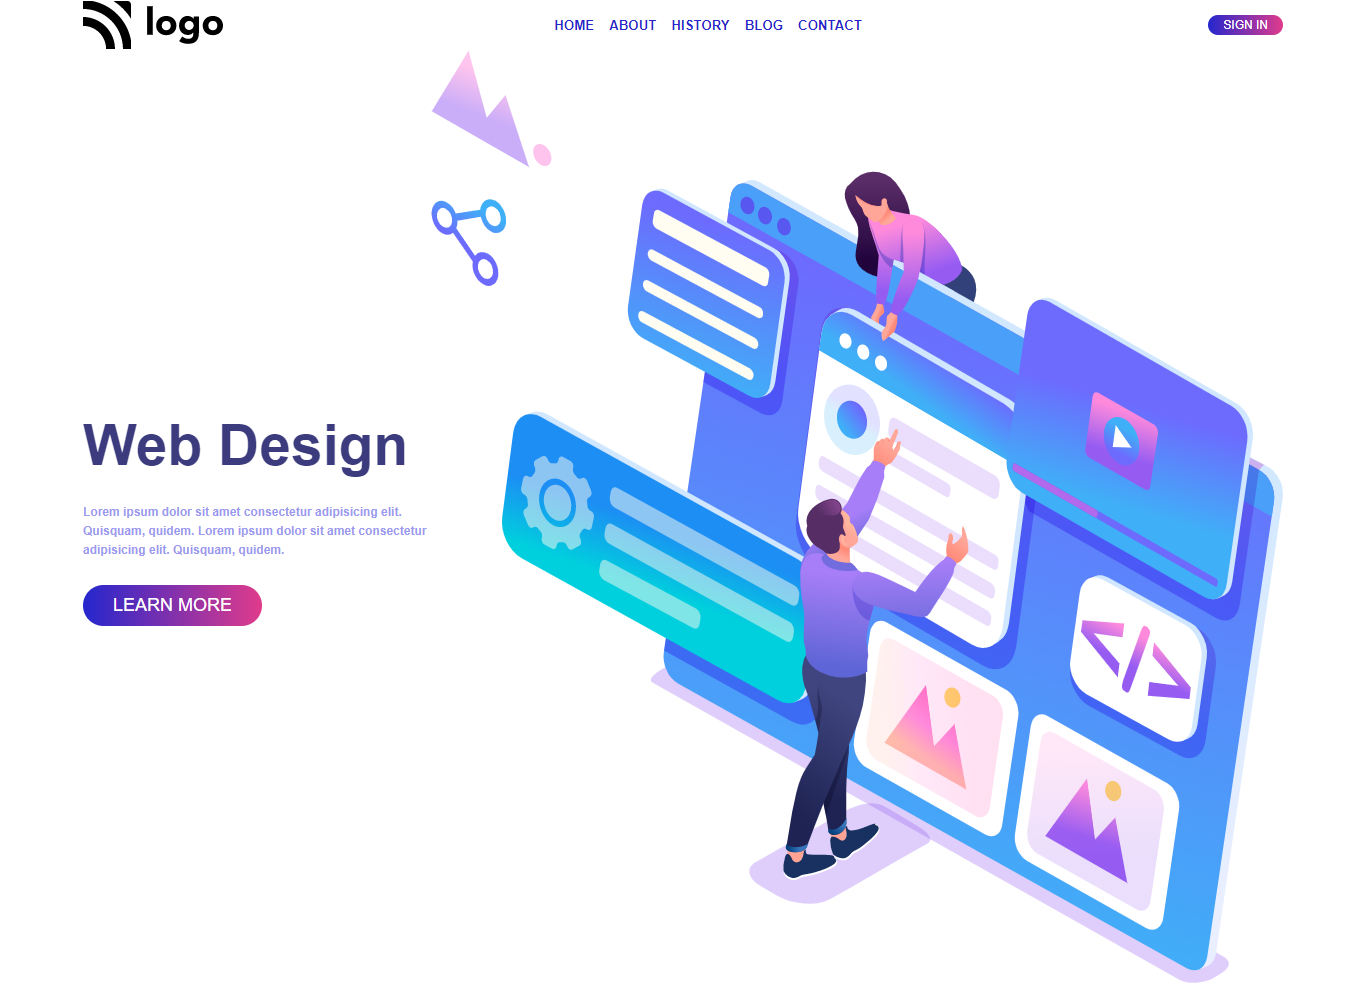 logo
HOME ABOUT HISTORY BLOG CONTACT
SIGN IN
Web Design
Lorem ipsum dolor sit amet consectetur adipisicing elit.
Quisquam, quidem. Lorem ipsum dolor sit amet consectetur
adipisicing elit. Quisquam, quidem.
LEARN MORE
</>